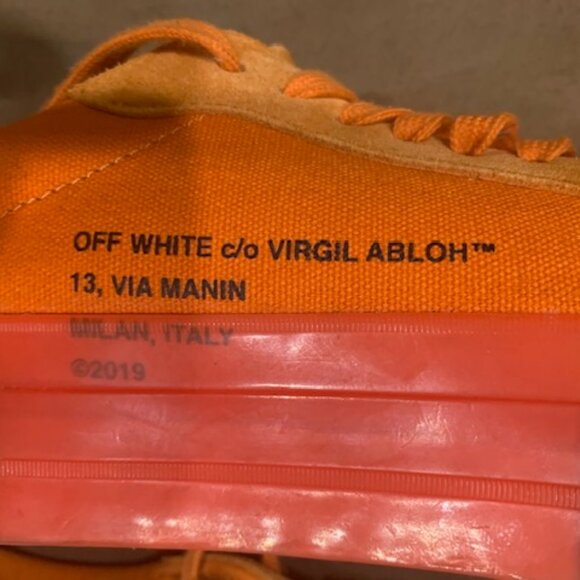 OFF WHITE c/o VIRGIL ABLOH™
13, VIA MANIN
MILAN, ITALY
©2019